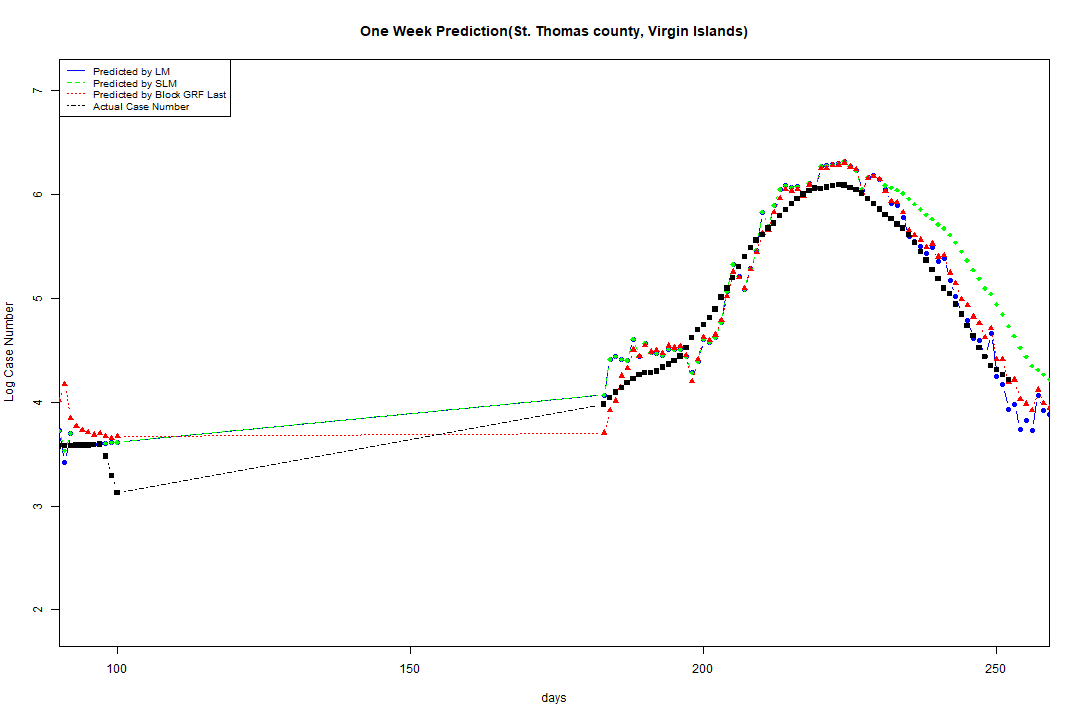 One Week Prediction(St. Thomas county, Virgin Islands)
Predicted by LM
Predicted by SLM
Predicted by Block GRF Last
Actual Case Number
7
6
5
4
3
2
Log Case Number
100
150
200
250
days